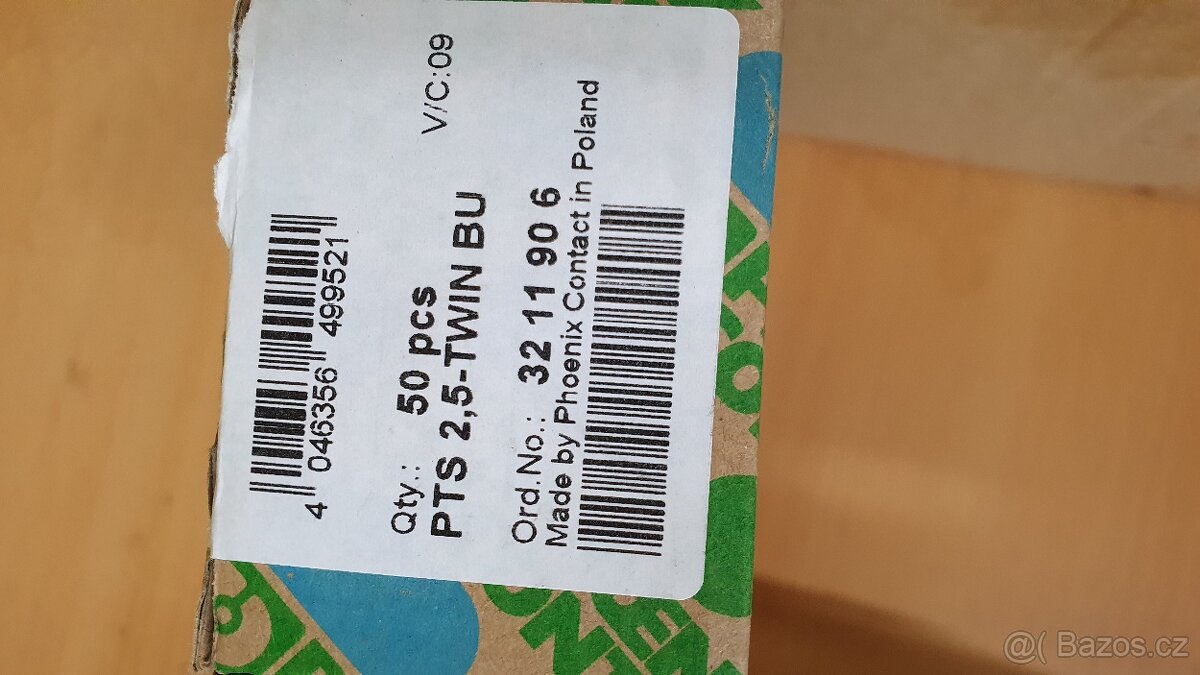 4 046356 499521
Qty.: 50 pcs V/C:09
PTS 2,5-TWIN BU
Ord.No.: 32 11 90 6
Made by Phoenix Contact in Poland
@( Bazos.cz